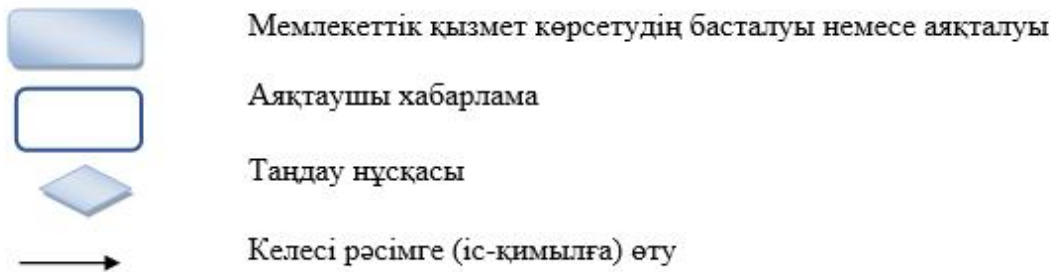 Мемлекеттік қызмет көрсетудің басталуы немесе аяқталуы
Аяқтаушы хабарлама
Таңдау нұсқасы
Келесі рәсімге (іс-қимылға) өту